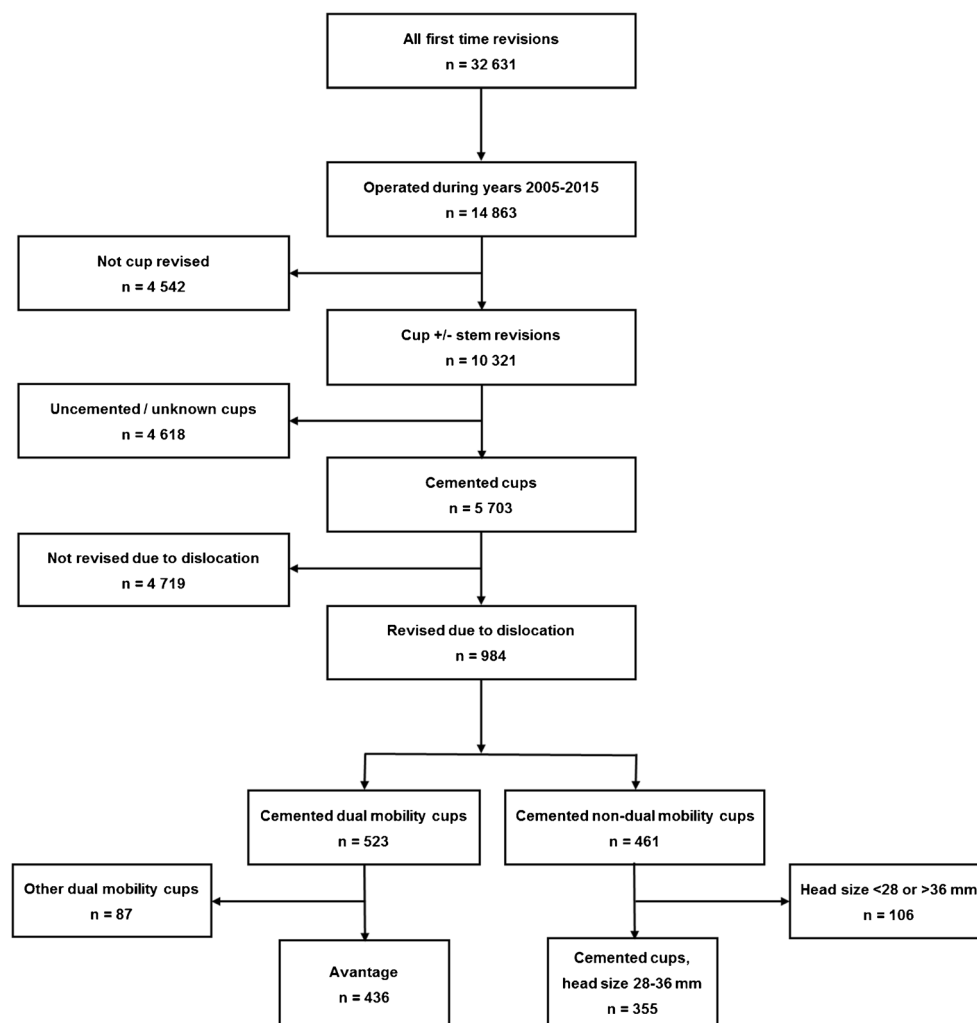 All first time revisions
n = 32 631
Operated during years 2005-2015
n = 14 863
Not cup revised
n = 4 542
Cup +/- stem revisions
n = 10 321
Uncemented / unknown cups
n = 4 618
Cemented cups
n = 5 703
Not revised due to dislocation
n = 4 719
Revised due to dislocation
n = 984
Cemented dual mobility cups
n = 523
Cemented non-dual mobility cups
n = 461
Other dual mobility cups
n = 87
Head size <28 or >36 mm
n = 106
Avantage
n = 436
Cemented cups,
head size 28-36 mm
n = 355